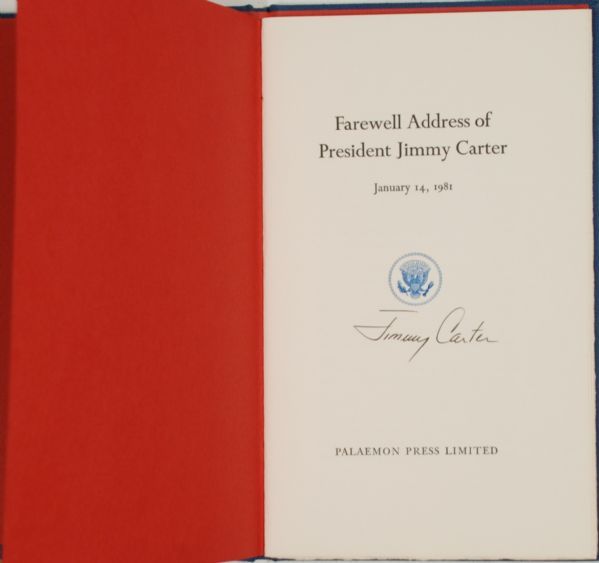 Farewell Address of
President Jimmy Carter
January 14, 1981
Jimmy Carter
PALAEMON PRESS LIMITED